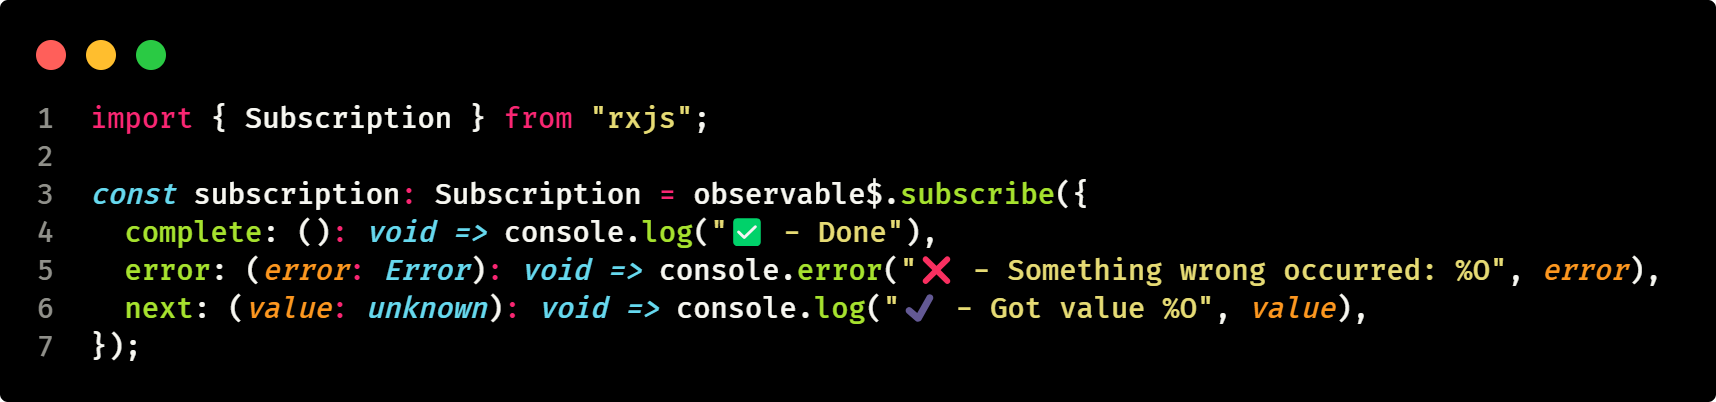 1 import { Subscription } from "rxjs";
2
3 const subscription: Subscription = observable$.subscribe({
4   complete: (): void => console.log("✅ - Done"),
5   error: (error: Error): void => console.error("❌ - Something wrong occurred: %O", error),
6   next: (value: unknown): void => console.log("✔ - Got value %O", value),
7 });